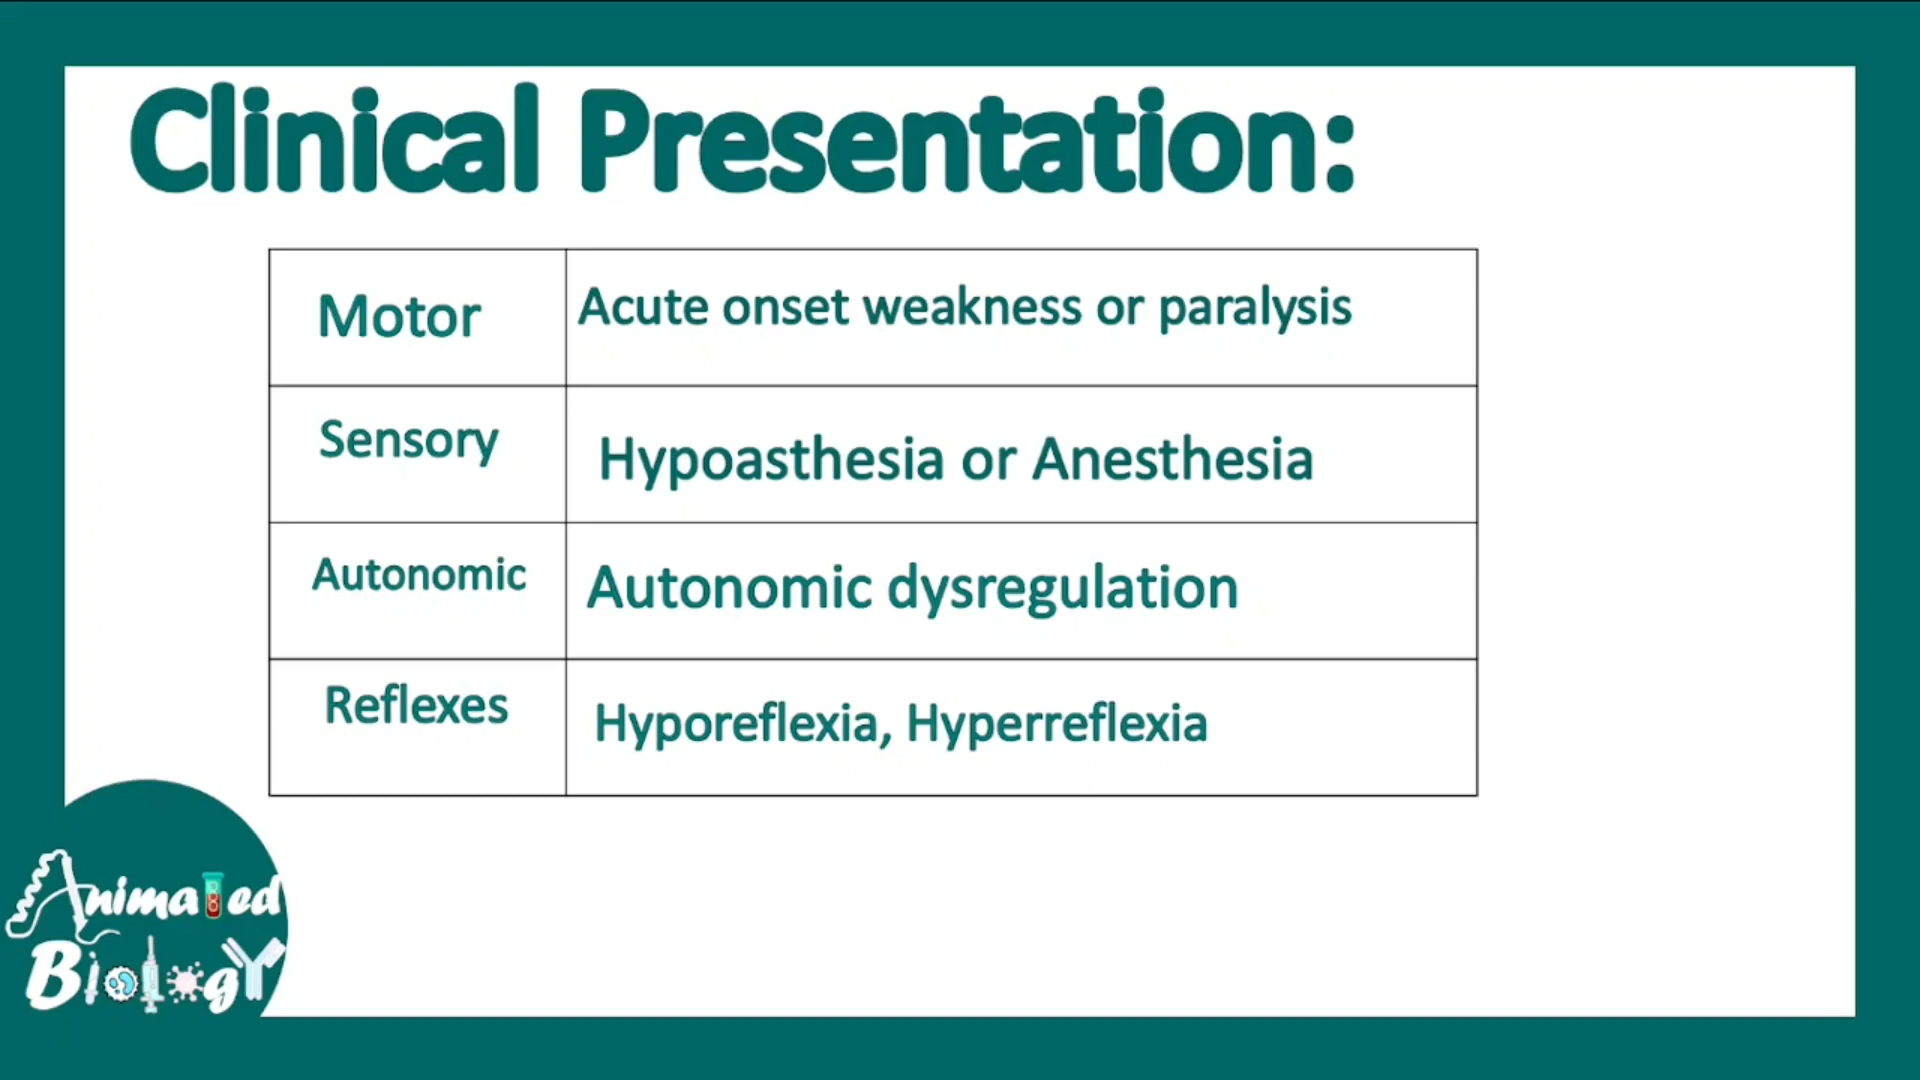 Clinical Presentation:
Motor
Acute onset weakness or paralysis
Sensory
Hypoasthesia or Anesthesia
Autonomic
Autonomic dysregulation
Reflexes
Hyporeflexia, Hyperreflexia
Animated
Biology